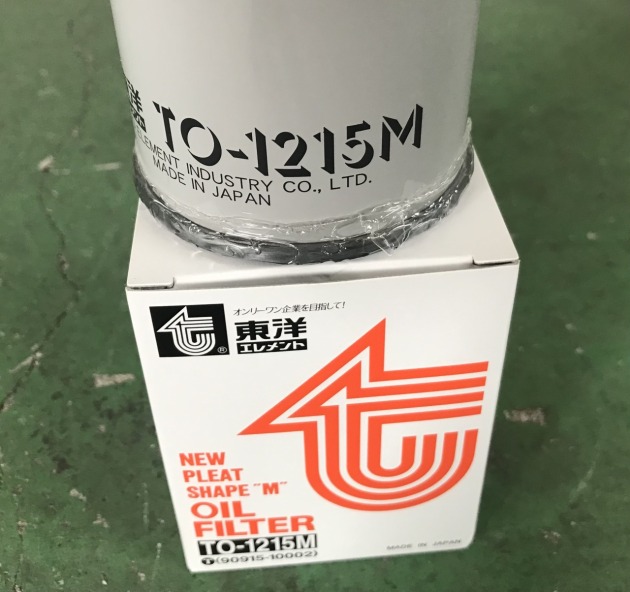 TO-1215M
ELEMENT INDUSTRY CO., LTD.
MADE IN JAPAN
オンリーワン企業を目指して!
東洋
エレメント
®
NEW
PLEAT
SHAPE "M"
OIL
FILTER
TO-1215M
(90915-10002)
MADE IN JAPAN